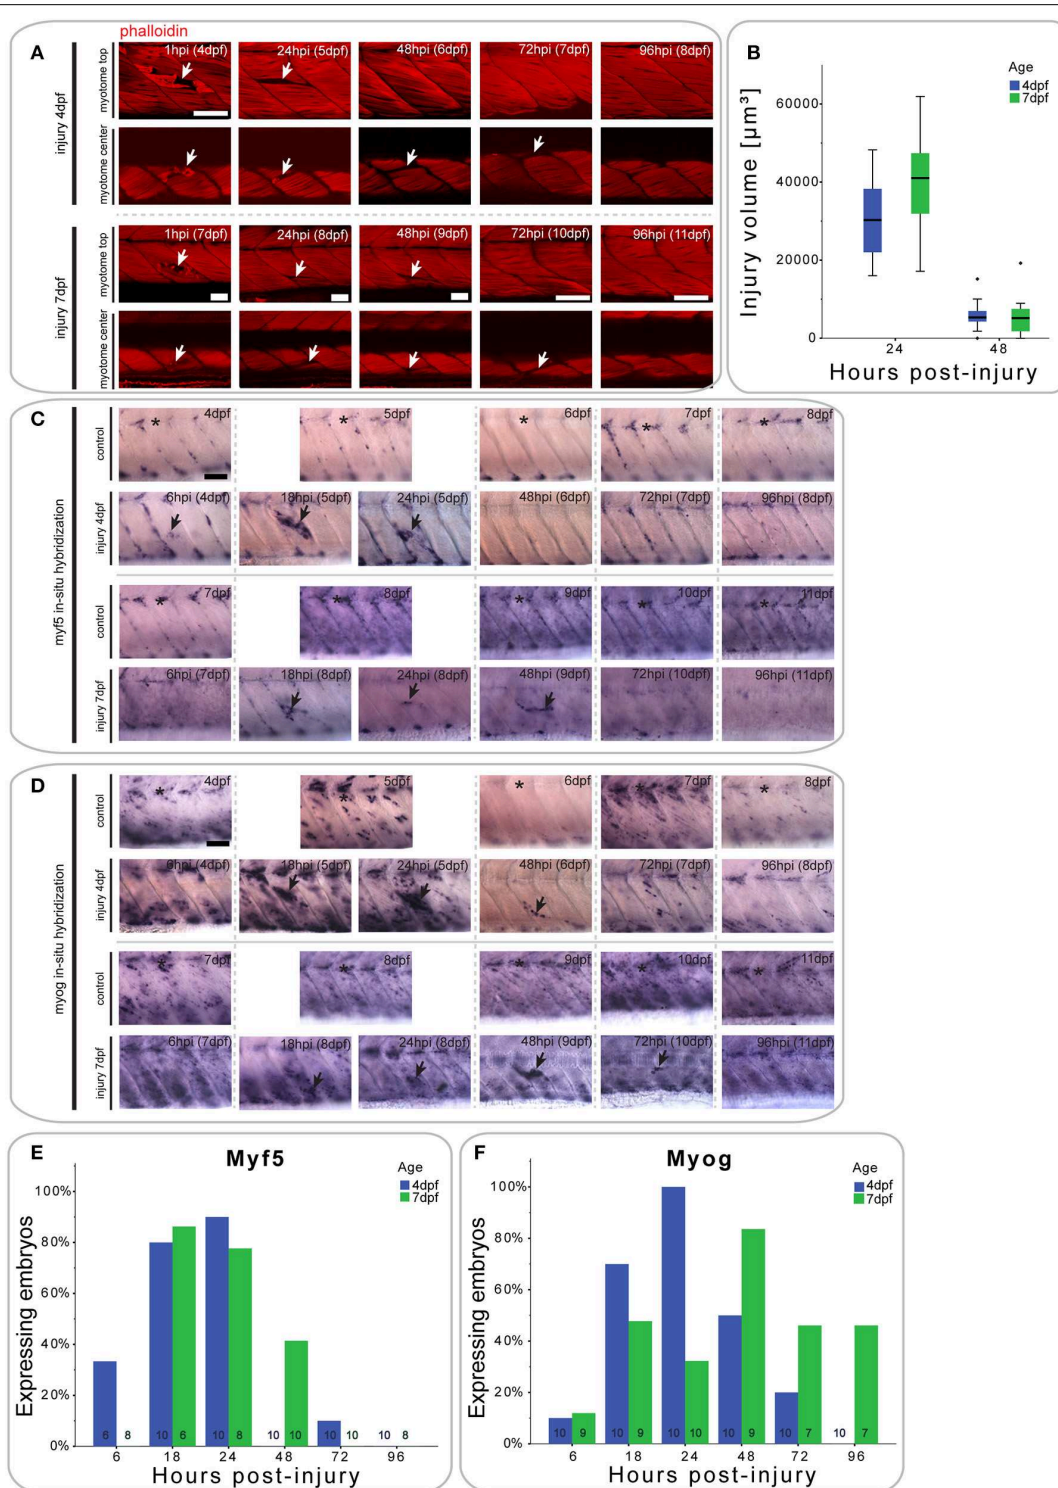 phalloidin
A
injury 4dpf
myotome top
1hpi (4dpf)
24hpi (5dpf)
48hpi (6dpf)
72hpi (7dpf)
96hpi (8dpf)
myotome center
injury 7dpf
myotome top
1hpi (7dpf)
24hpi (8dpf)
48hpi (9dpf)
72hpi (10dpf)
96hpi (11dpf)
myotome center
B
Age
4dpf
7dpf
Injury volume [µm³]
60000
40000
20000
0
24
48
Hours post-injury
C
myf5 in-situ hybridization
control
4dpf
5dpf
6dpf
7dpf
8dpf
*
*
*
*
*
injury 4dpf
6hpi (4dpf)
18hpi (5dpf)
24hpi (5dpf)
48hpi (6dpf)
72hpi (7dpf)
96hpi (8dpf)
control
7dpf
8dpf
9dpf
10dpf
11dpf
*
*
*
*
*
injury 7dpf
6hpi (7dpf)
18hpi (8dpf)
24hpi (8dpf)
48hpi (9dpf)
72hpi (10dpf)
96hpi (11dpf)
D
myog in-situ hybridization
control
4dpf
5dpf
6dpf
7dpf
8dpf
*
*
*
*
*
injury 4dpf
6hpi (4dpf)
18hpi (5dpf)
24hpi (5dpf)
48hpi (6dpf)
72hpi (7dpf)
96hpi (8dpf)
control
7dpf
8dpf
9dpf
10dpf
11dpf
*
*
*
*
*
injury 7dpf
6hpi (7dpf)
18hpi (8dpf)
24hpi (8dpf)
48hpi (9dpf)
72hpi (10dpf)
96hpi (11dpf)
E
Myf5
Age
4dpf
7dpf
Expressing embryos
100%
80%
60%
40%
20%
0%
6 8 10 6 10 8 10 10 10 10 10 8
6 18 24 48 72 96
Hours post-injury
F
Myog
Age
4dpf
7dpf
Expressing embryos
100%
80%
60%
40%
20%
0%
10 9 10 9 10 10 10 9 10 7 10 7
6 18 24 48 72 96
Hours post-injury